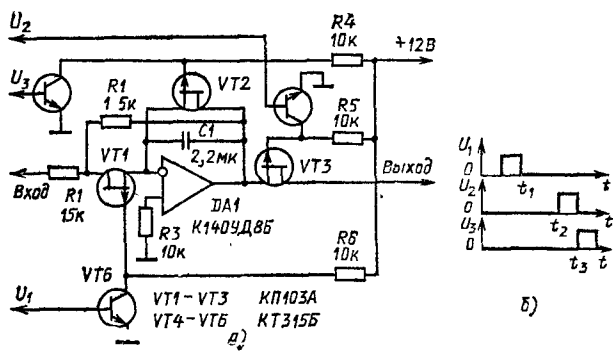 U2
R4
10к
+12В
U3
VT2
R1
1 5к
R5
10к
C1
2,2мк
VT1
VT3
U1
0
t1
t
Вход
R1
15к
Выход
U2
0
t2
t
DA1
К140УД8Б
R3
10к
R6
10к
U3
0
t3
t
VT6
U1
VT1-VT3 КП103А
VT4-VT6 КТ315Б
а)
б)